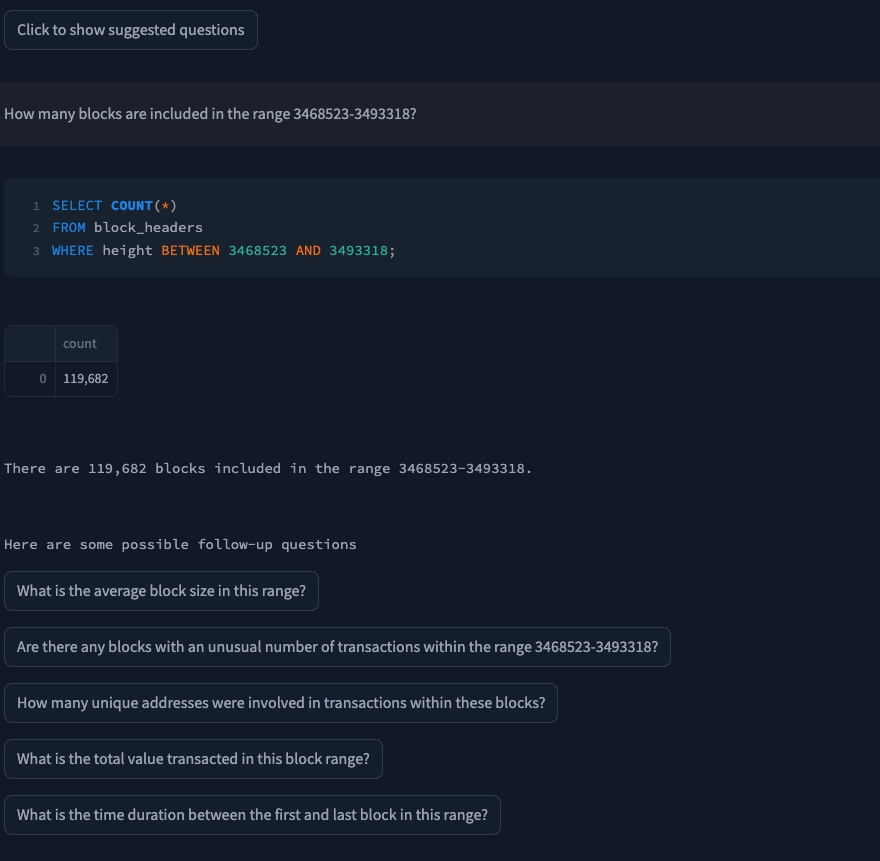 Click to show suggested questions
How many blocks are included in the range 3468523-3493318?
1 SELECT COUNT(*)
2 FROM block_headers
3 WHERE height BETWEEN 3468523 AND 3493318;
count
0 119,682
There are 119,682 blocks included in the range 3468523-3493318.
Here are some possible follow-up questions
What is the average block size in this range?
Are there any blocks with an unusual number of transactions within the range 3468523-3493318?
How many unique addresses were involved in transactions within these blocks?
What is the total value transacted in this block range?
What is the time duration between the first and last block in this range?